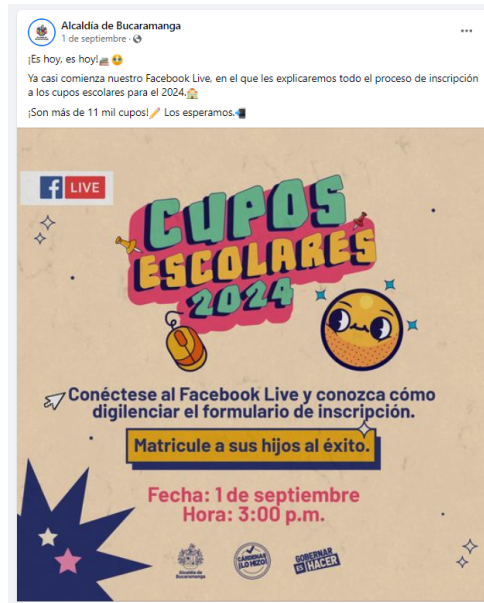 Alcaldía de Bucaramanga
1 de septiembre ·
¡Es hoy, es hoy!
Ya casi comienza nuestro Facebook Live, en el que les explicaremos todo el proceso de inscripción
a los cupos escolares para el 2024.
¡Son más de 11 mil cupos! Los esperamos.
f LIVE
CUPOS
ESCOLARES
2024
Conéctese al Facebook Live y conozca cómo
digilenciar el formulario de inscripción.
Matricule a sus hijos al éxito.
Fecha: 1 de septiembre
Hora: 3:00 p.m.
Alcaldía de
Bucaramanga
CÁRDENAS
¡LO HIZO!
GOBERNAR
ES HACER